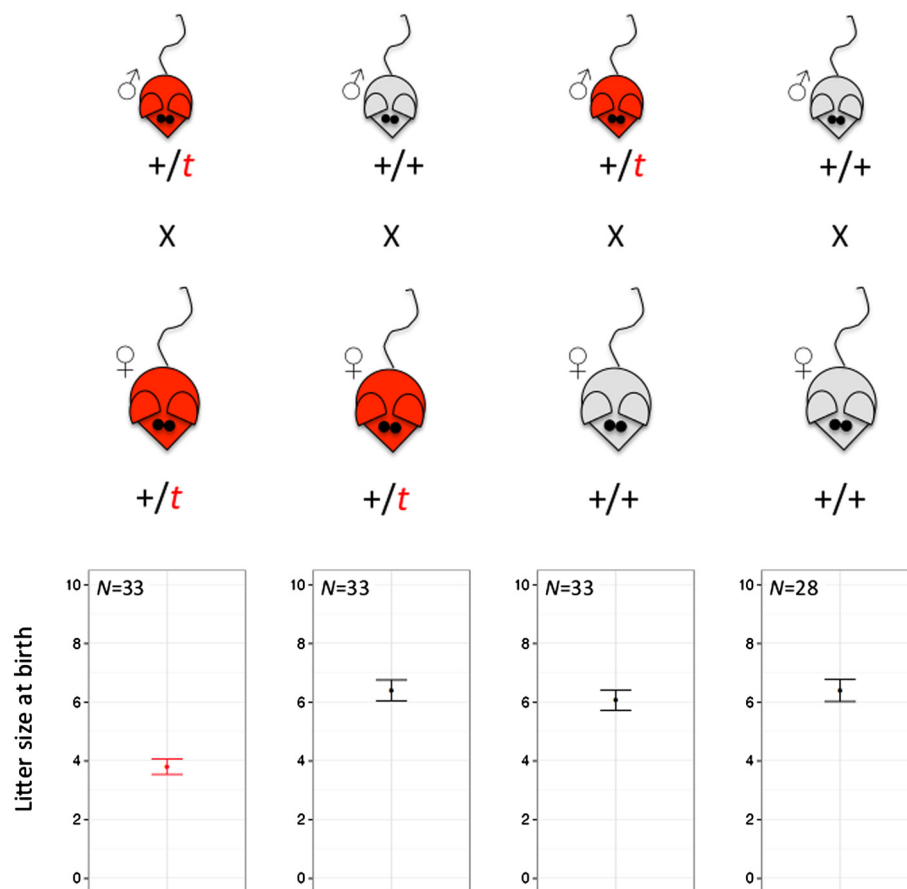 ♂ ♂ ♂ ♂
+/t +/+ +/t +/+
X X X X
♀ ♀ ♀ ♀
+/t +/t +/+ +/+
Litter size at birth
N=33 N=33 N=33 N=28
10 10 10 10
8 8 8 8
6 6 6 6
4 4 4 4
2 2 2 2
0 0 0 0